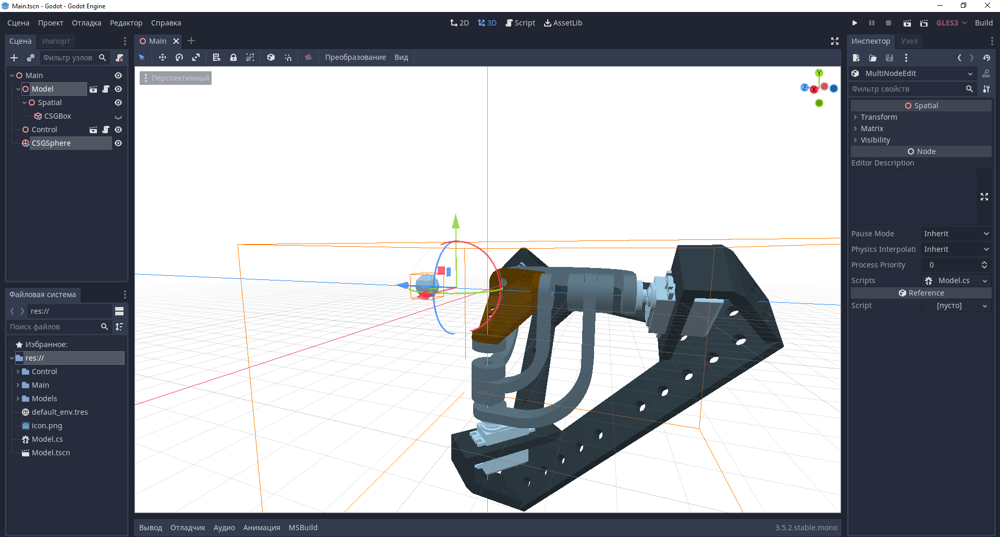 Main.tscn - Godot - Godot Engine
Сцена Проект Отладка Редактор Справка
2D 3D Script AssetLib
GLES3 Build
Сцена Импорт
Фильтр узлов
Main
Model
Spatial
CSGBox
Control
CSGSphere
Файловая система
res://
Поиск файлов
Избранное:
res://
Control
Main
Models
default_env.tres
icon.png
Model.cs
Model.tscn
Main
Преобразование Вид
Перспективный
Y
Z X
Вывод Отладчик Аудио Анимация MSBuild
3.5.2.stable.mono
Инспектор Узел
MultiNodeEdit
DOC
Фильтр свойств
Spatial
Transform
Matrix
Visibility
Node
Editor Description
Pause Mode Inherit
Physics Interpolati Inherit
Process Priority 0
Scripts Model.cs
Reference
Script [пусто]